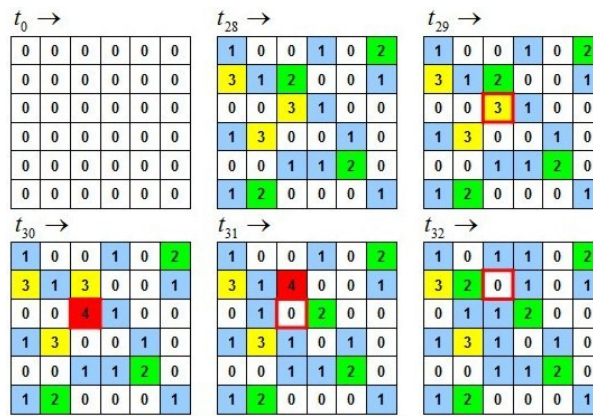 t₀ →
0 0 0 0 0 0
0 0 0 0 0 0
0 0 0 0 0 0
0 0 0 0 0 0
0 0 0 0 0 0
0 0 0 0 0 0
t₂₈ →
1 0 0 1 0 2
3 1 2 0 0 1
0 0 3 1 0 0
1 3 0 0 1 0
0 0 1 1 2 0
1 2 0 0 0 1
t₂₉ →
1 0 0 1 0 2
3 1 2 0 0 1
0 0 3 1 0 0
1 3 0 0 1 0
0 0 1 1 2 0
1 2 0 0 0 1
t₃₀ →
1 0 0 1 0 2
3 1 3 0 0 1
0 0 4 1 0 0
1 3 0 0 1 0
0 0 1 1 2 0
1 2 0 0 0 1
t₃₁ →
1 0 0 1 0 2
3 1 4 0 0 1
0 1 0 2 0 0
1 3 1 0 1 0
0 0 1 1 2 0
1 2 0 0 0 1
t₃₂ →
1 0 1 1 0 2
3 2 0 1 0 1
0 1 1 2 0 0
1 3 1 0 1 0
0 0 1 1 2 0
1 2 0 0 0 1